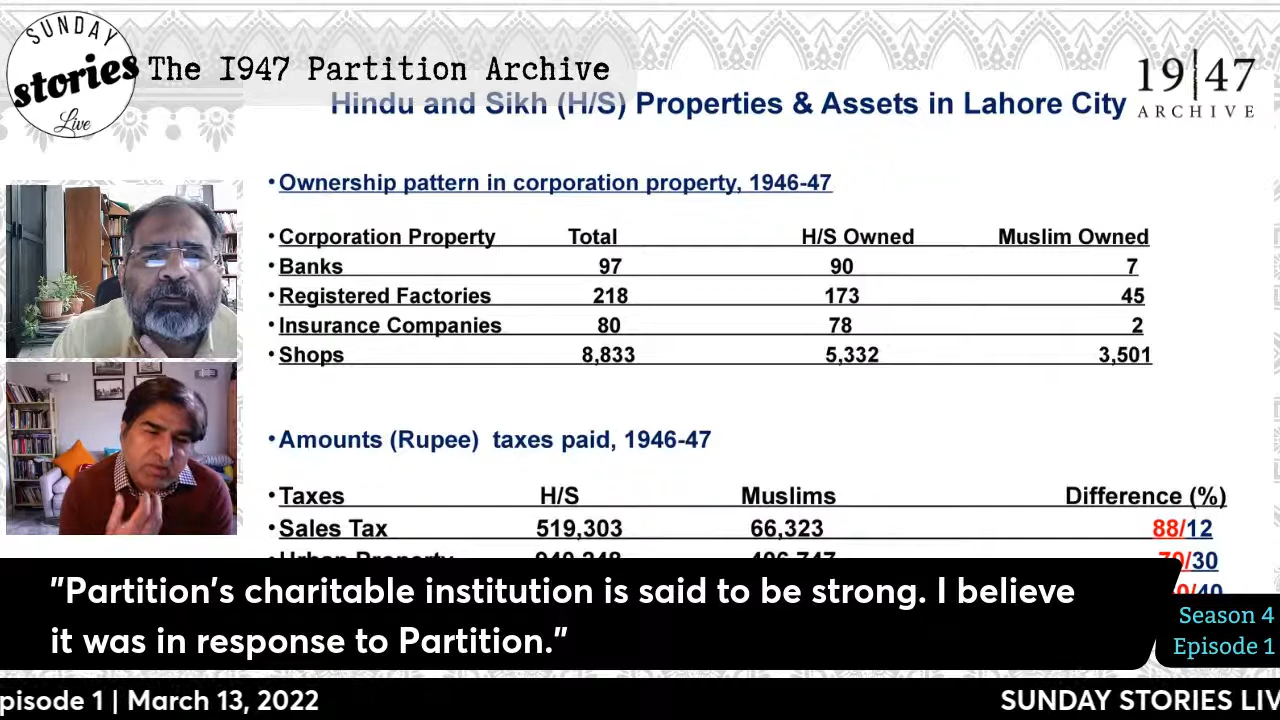 SUNDAY
stories
Live
The 1947 Partition Archive
19|47
ARCHIVE
Hindu and Sikh (H/S) Properties & Assets in Lahore City
•Ownership pattern in corporation property, 1946-47
•Corporation Property Total H/S Owned Muslim Owned
•Banks 97 90 7
•Registered Factories 218 173 45
•Insurance Companies 80 78 2
•Shops 8,833 5,332 3,501
•Amounts (Rupee) taxes paid, 1946-47
•Taxes H/S Muslims Difference (%)
•Sales Tax 519,303 66,323 88/12
•Urban Property /30
"Partition's charitable institution is said to be strong. I believe
it was in response to Partition."
Season 4
Episode 1
pisode 1 | March 13, 2022
SUNDAY STORIES LIV